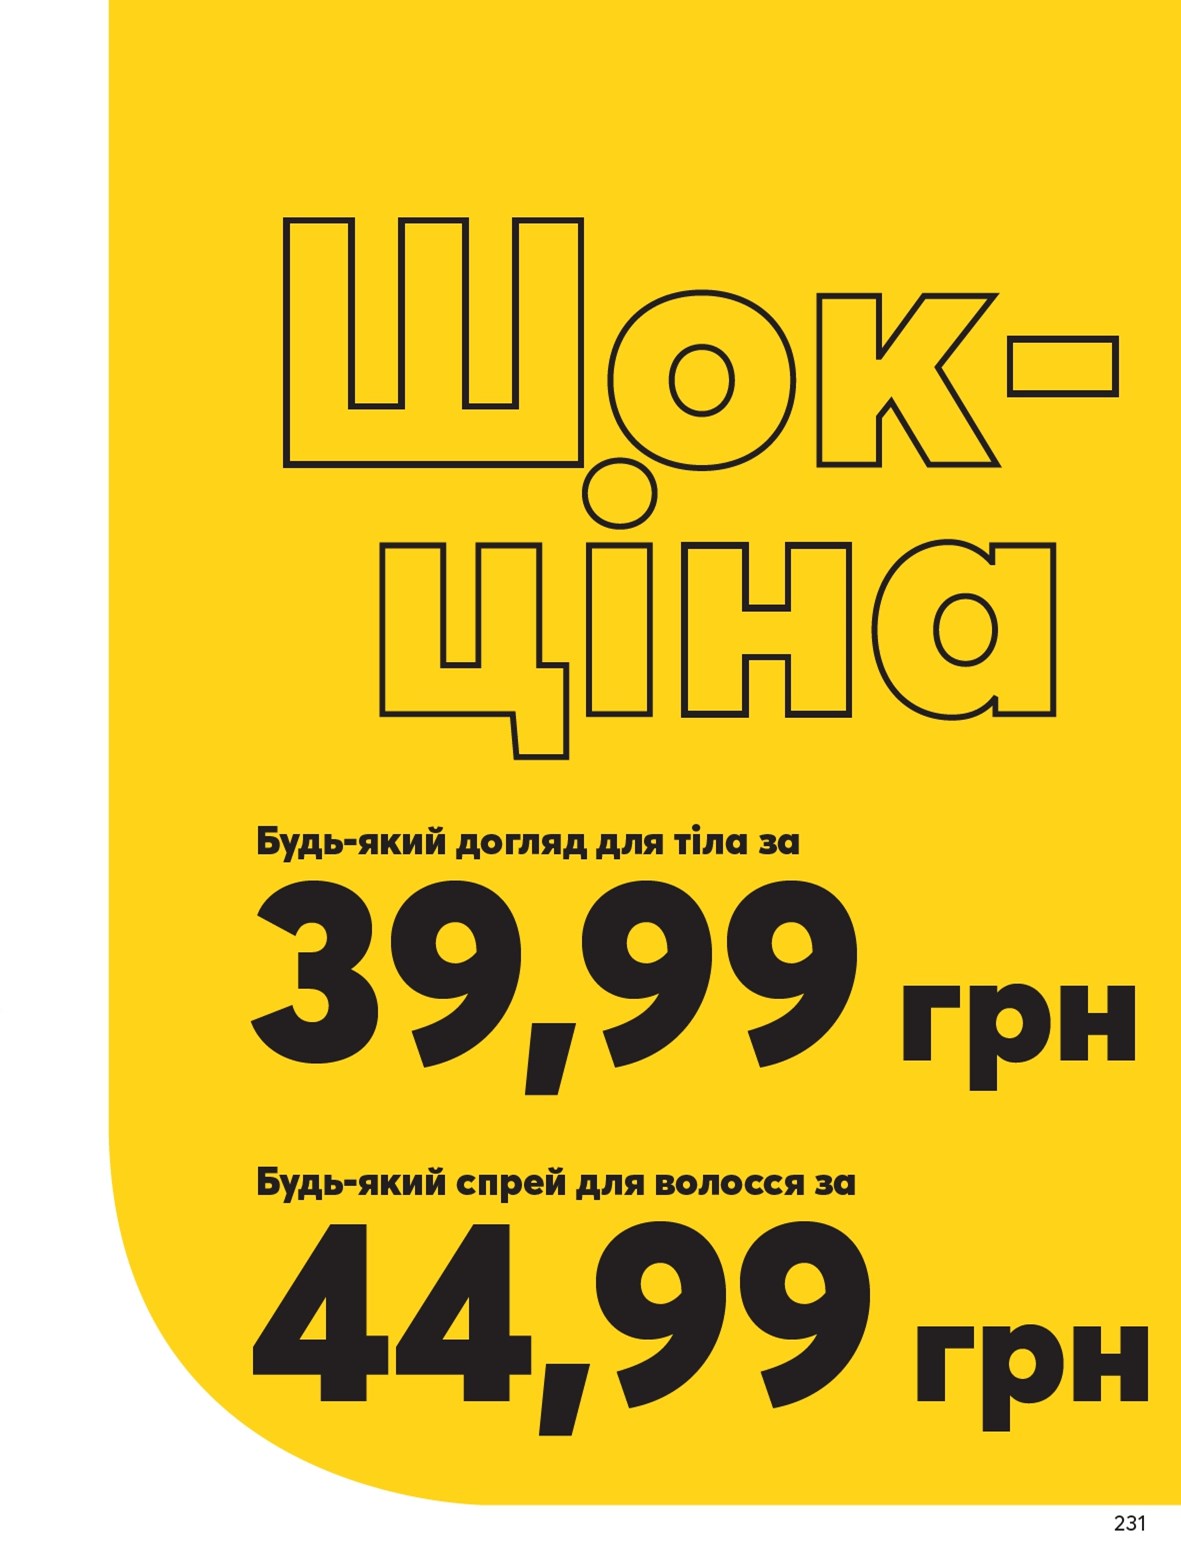 Шок-
ціна
Будь-який догляд для тіла за
39,99 грн
Будь-який спрей для волосся за
44,99 грн
231